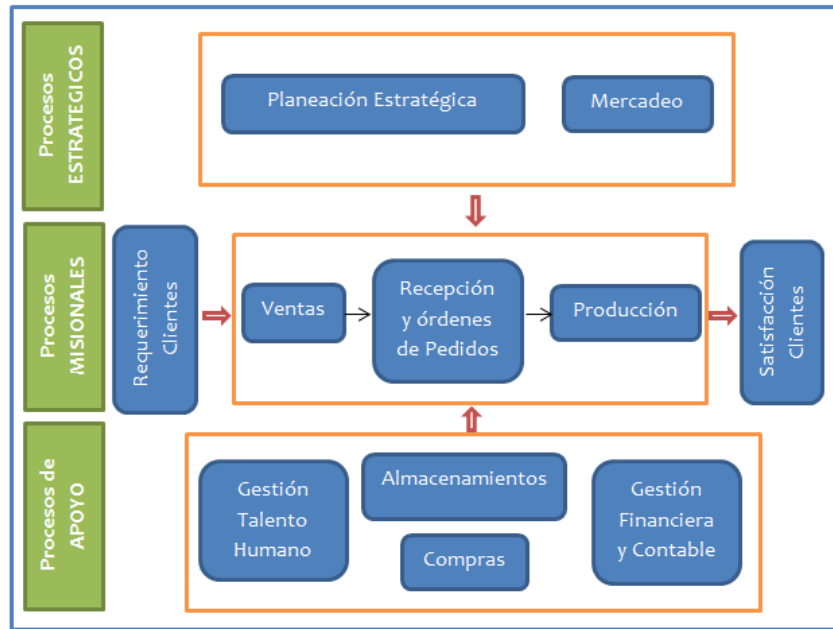 Procesos
ESTRATEGICOS
Planeación Estratégica
Mercadeo
Procesos
MISIONALES
Requerimiento
Clientes
Ventas
Recepción
y órdenes
de Pedidos
Producción
Satisfacción
Clientes
Procesos de
APOYO
Gestión
Talento
Humano
Almacenamientos
Compras
Gestión
Financiera
y Contable